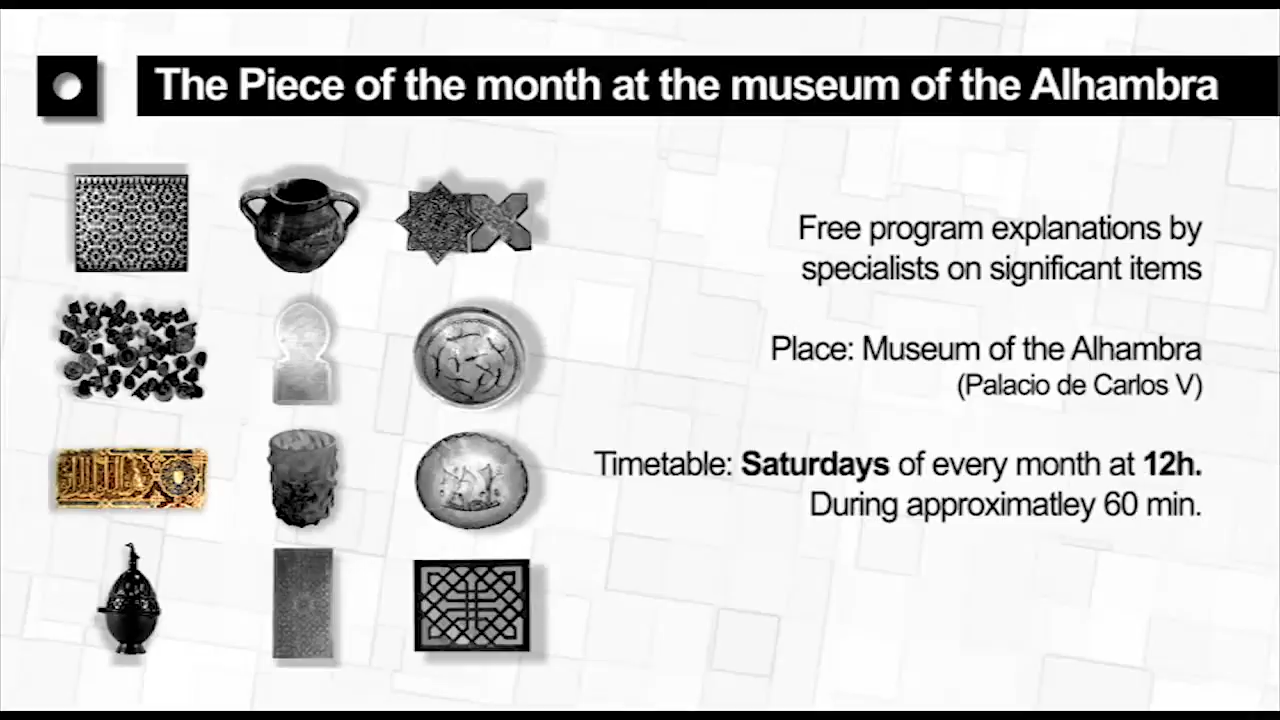 The Piece of the month at the museum of the Alhambra
Free program explanations by
specialists on significant items
Place: Museum of the Alhambra
(Palacio de Carlos V)
Timetable: Saturdays of every month at 12h.
During approximatley 60 min.